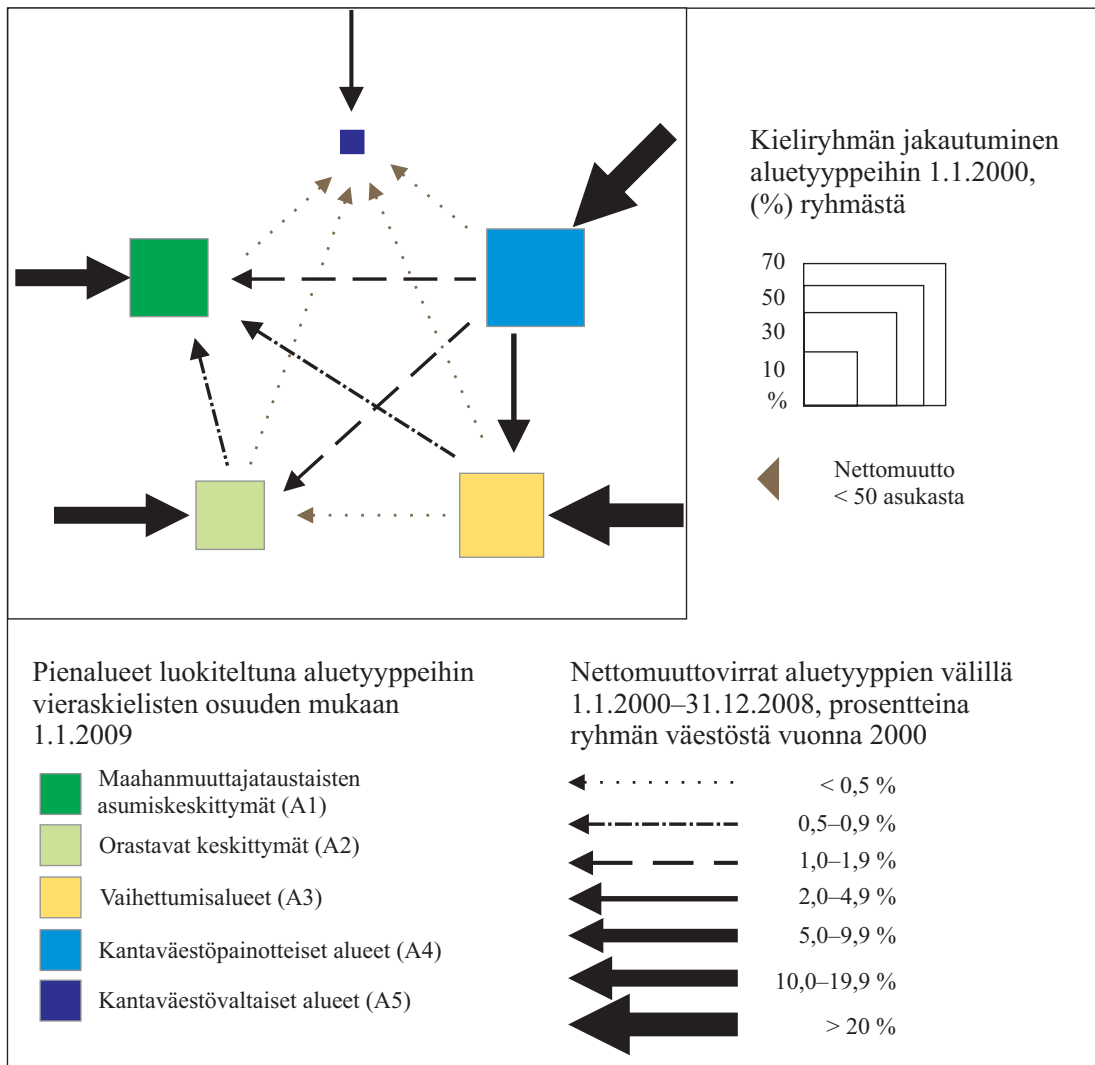 Kieliryhmän jakautuminen
aluetyyppeihin 1.1.2000,
(%) ryhmästä
70
50
30
10
%
Nettomuutto
< 50 asukasta
Pienalueet luokiteltuna aluetyyppeihin
vieraskielisten osuuden mukaan
1.1.2009
Maahanmuuttajataustaisten
asumiskeskittymät (A1)
Orastavat keskittymät (A2)
Vaihettumisalueet (A3)
Kantaväestöpainotteiset alueet (A4)
Kantaväestövaltaiset alueet (A5)
Nettomuuttovirrat aluetyyppien välillä
1.1.2000–31.12.2008, prosentteina
ryhmän väestöstä vuonna 2000
< 0,5 %
0,5–0,9 %
1,0–1,9 %
2,0–4,9 %
5,0–9,9 %
10,0–19,9 %
> 20 %